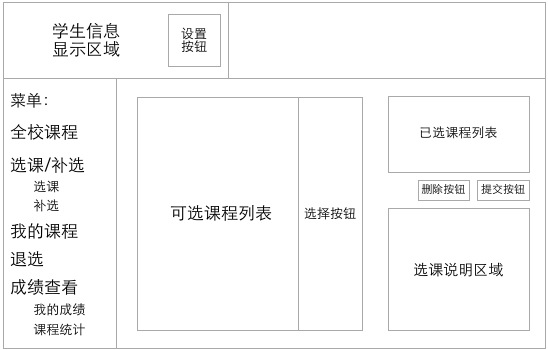 学生信息
显示区域
设置
按钮
菜单：
全校课程
选课/补选
选课
补选
我的课程
退选
成绩查看
我的成绩
课程统计
可选课程列表
选择按钮
已选课程列表
删除按钮
提交按钮
选课说明区域